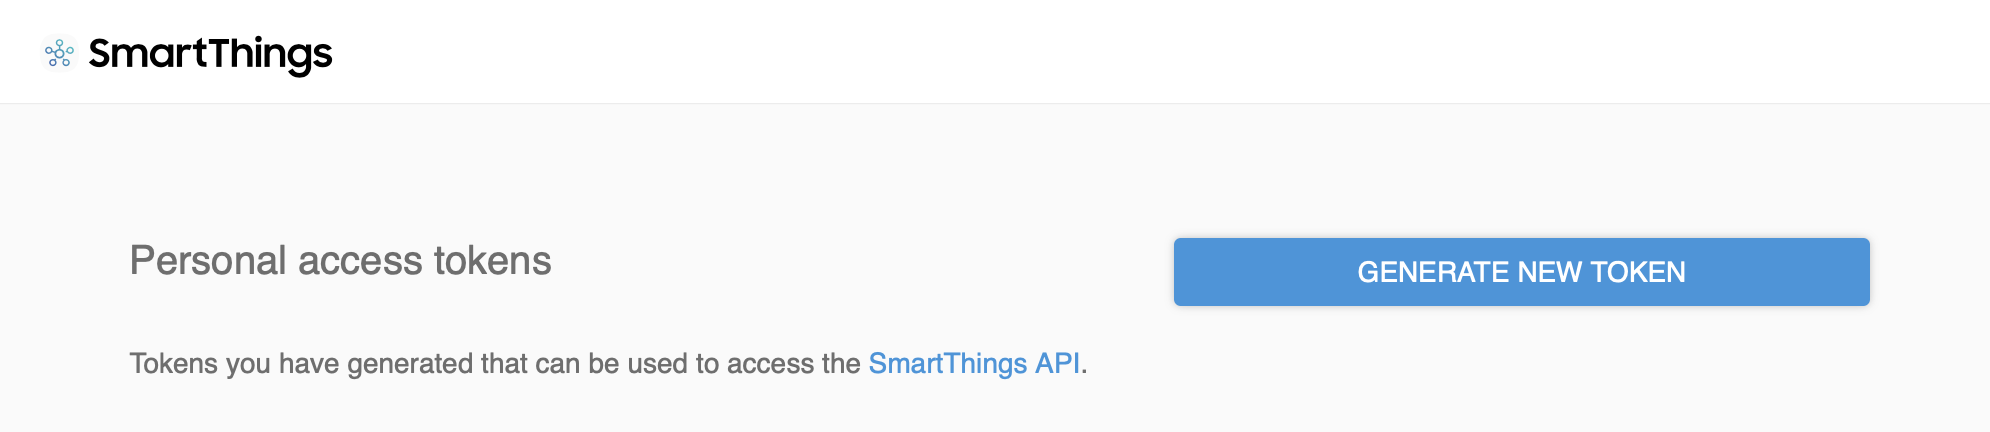 SmartThings
Personal access tokens
GENERATE NEW TOKEN
Tokens you have generated that can be used to access the SmartThings API.